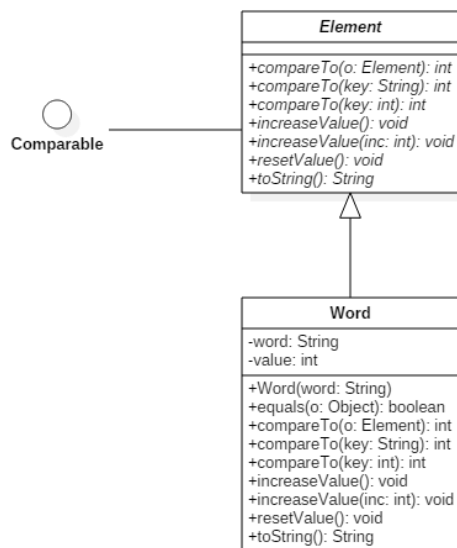 Element
+compareTo(o: Element): int
+compareTo(key: String): int
+compareTo(key: int): int
+increaseValue(): void
+increaseValue(inc: int): void
+resetValue(): void
+toString(): String
Comparable
Word
-word: String
-value: int
+Word(word: String)
+equals(o: Object): boolean
+compareTo(o: Element): int
+compareTo(key: String): int
+compareTo(key: int): int
+increaseValue(): void
+increaseValue(inc: int): void
+resetValue(): void
+toString(): String